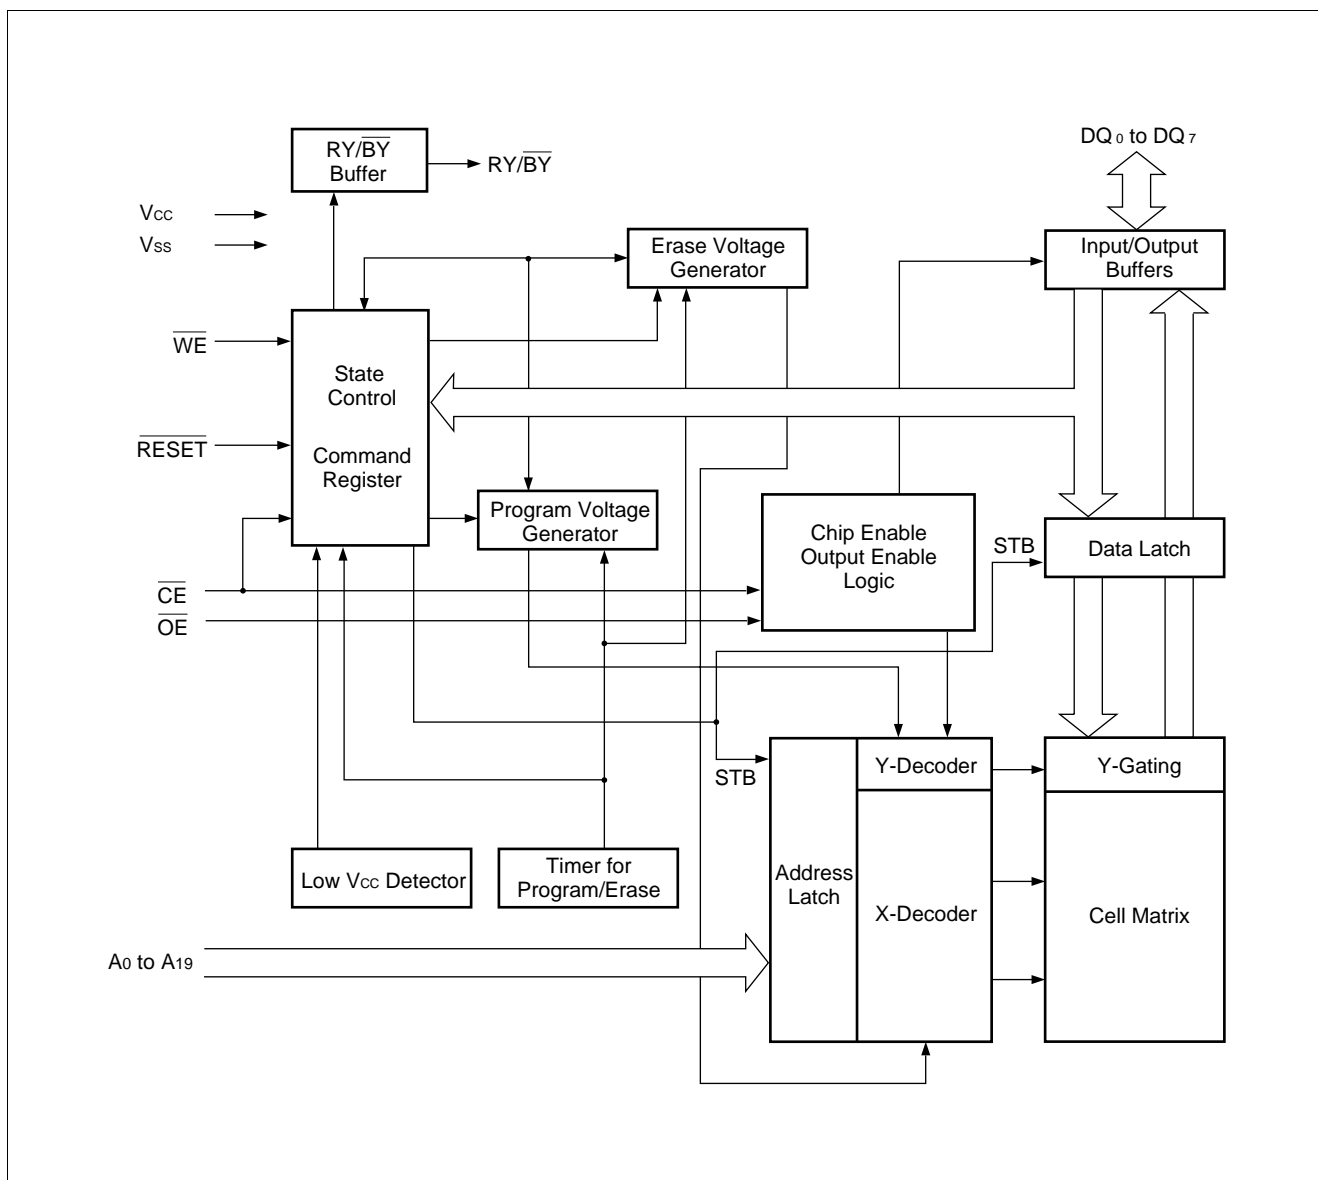 RY/BY
Buffer
RY/BY
DQ0 to DQ7
VCC
VSS
Erase Voltage
Generator
Input/Output
Buffers
WE
State
Control
RESET
Command
Register
Program Voltage
Generator
Chip Enable
Output Enable
Logic
STB
Data Latch
CE
OE
STB
Y-Decoder
Y-Gating
Low VCC Detector
Timer for
Program/Erase
Address
Latch
X-Decoder
Cell Matrix
A0 to A19